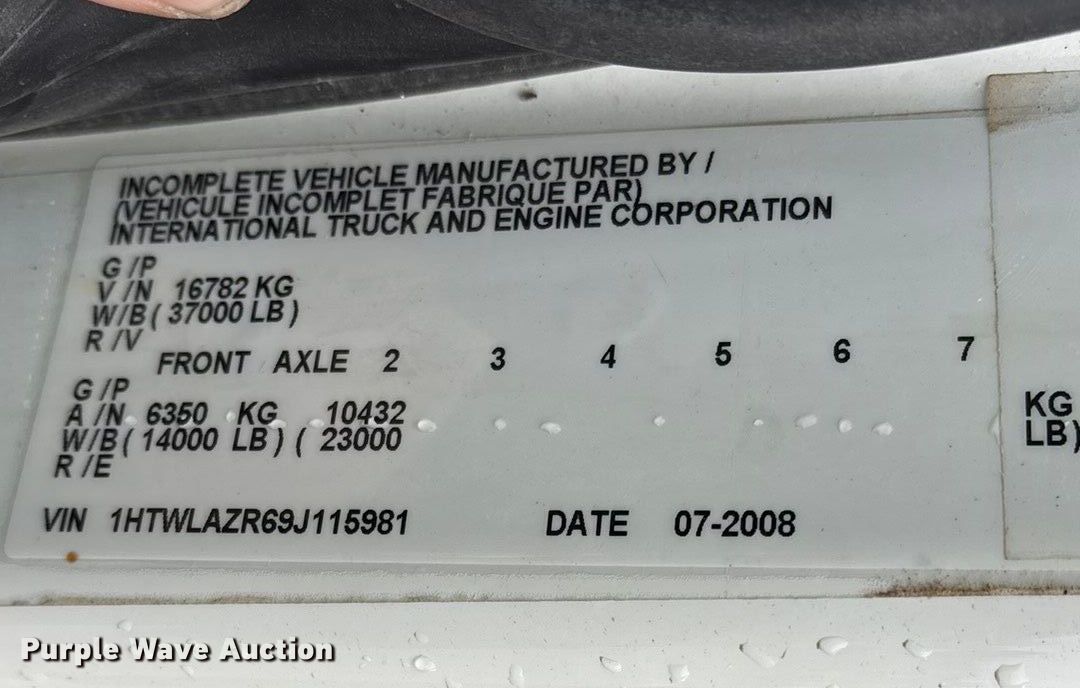 INCOMPLETE VEHICLE MANUFACTURED BY /
(VEHICULE INCOMPLET FABRIQUE PAR)
INTERNATIONAL TRUCK AND ENGINE CORPORATION
G /P
V /N 16782 KG
W/B ( 37000 LB )
R /V
FRONT AXLE 2 3 4 5 6 7
G /P
A /N 6350 KG 10432 KG
W/B ( 14000 LB ) ( 23000 LB)
R /E
VIN 1HTWLAZR69J115981 DATE 07-2008
Purple Wave Auction